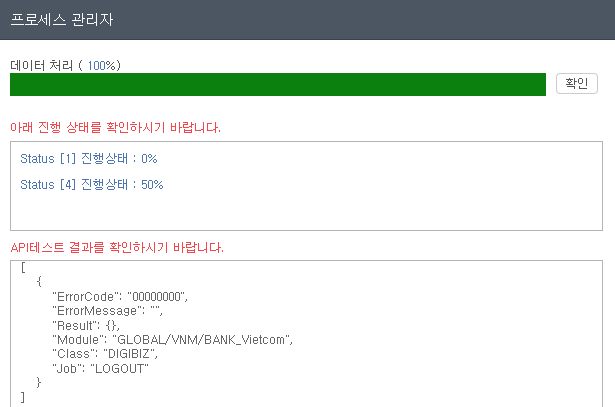 프로세스 관리자
데이터 처리 ( 100%)
확인
아래 진행 상태를 확인하시기 바랍니다.
Status [1] 진행상태 : 0%
Status [4] 진행상태 : 50%
API테스트 결과를 확인하시기 바랍니다.
[
{
"ErrorCode": "00000000",
"ErrorMessage": "",
"Result": {},
"Module": "GLOBAL/VNM/BANK_Vietcom",
"Class": "DIGIBIZ",
"Job": "LOGOUT"
}
]